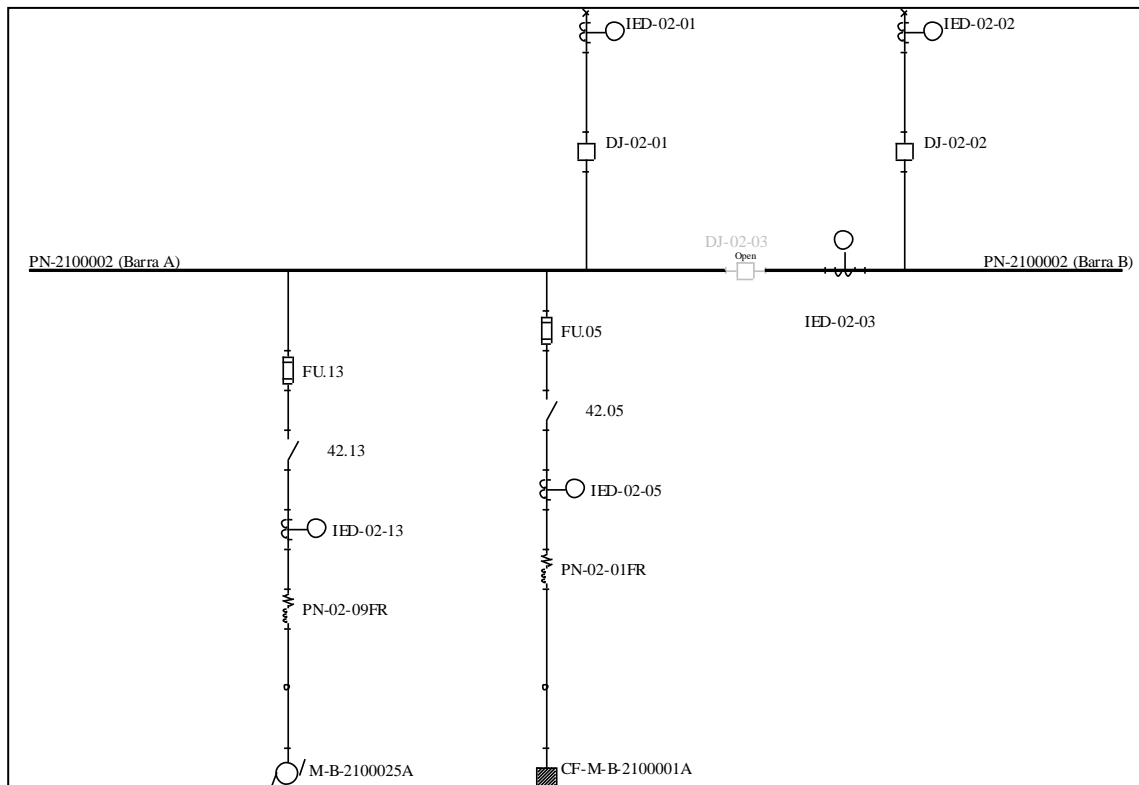 IED-02-01
IED-02-02
DJ-02-01
DJ-02-02
DJ-02-03
Open
PN-2100002 (Barra A)
PN-2100002 (Barra B)
IED-02-03
FU.05
FU.13
42.05
42.13
IED-02-05
IED-02-13
PN-02-01FR
PN-02-09FR
M-B-2100025A
CF-M-B-2100001A